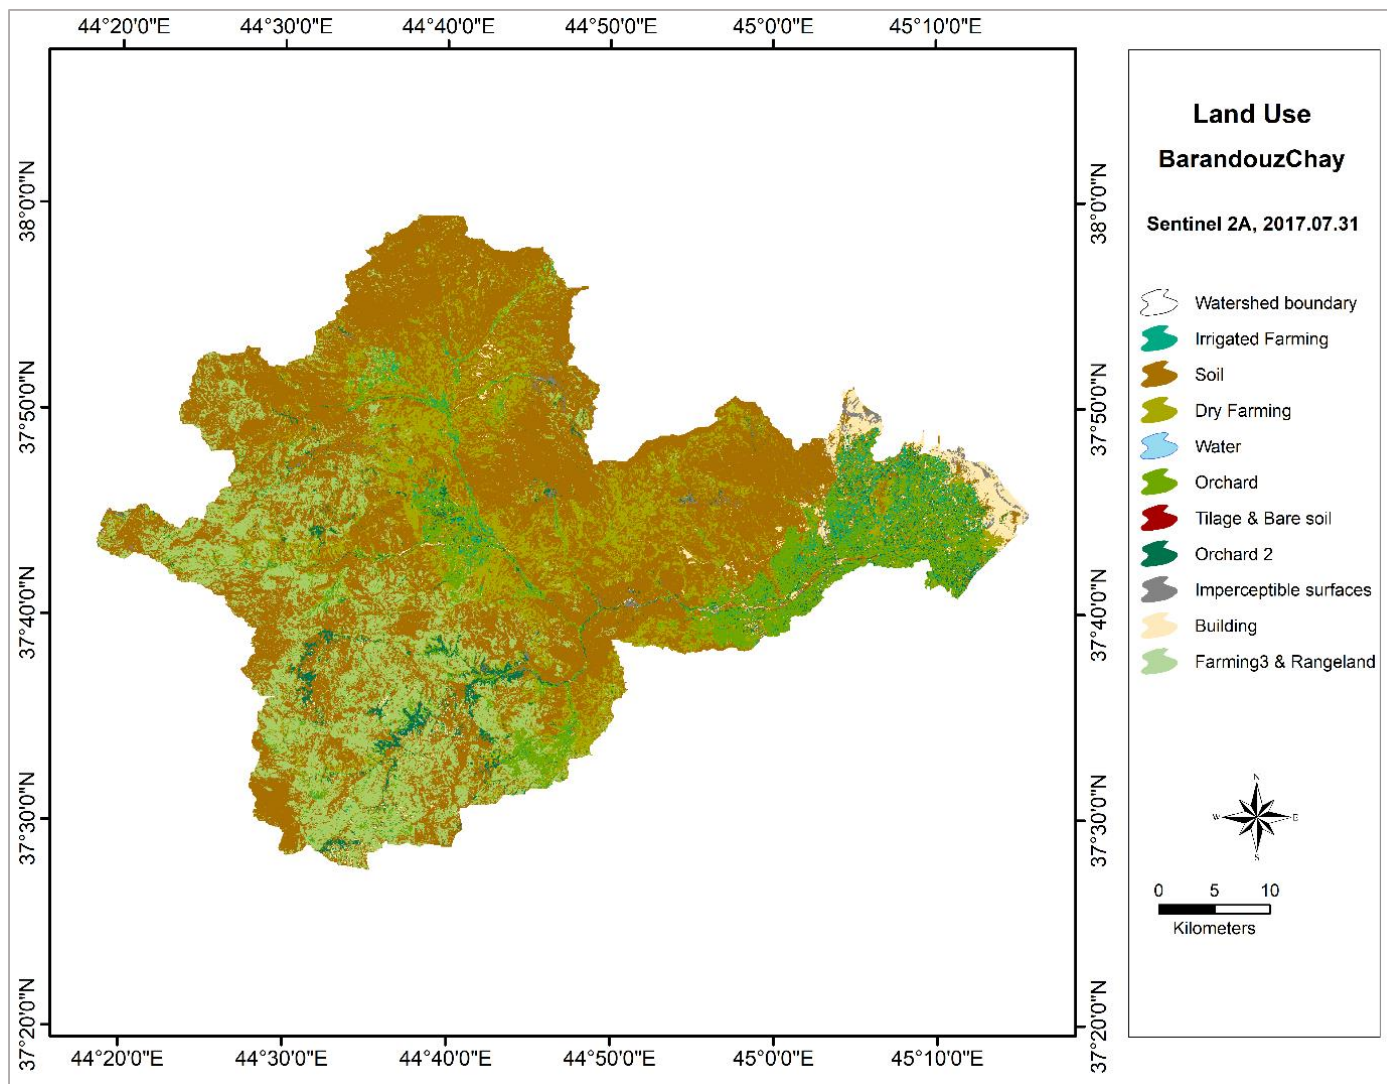 44°20'0"E 44°30'0"E 44°40'0"E 44°50'0"E 45°0'0"E 45°10'0"E
38°0'0"N
37°50'0"N
37°40'0"N
37°30'0"N
37°20'0"N
38°0'0"N
37°50'0"N
37°40'0"N
37°30'0"N
37°20'0"N
44°20'0"E 44°30'0"E 44°40'0"E 44°50'0"E 45°0'0"E 45°10'0"E
Land Use
BarandouzChay
Sentinel 2A, 2017.07.31
Watershed boundary
Irrigated Farming
Soil
Dry Farming
Water
Orchard
Tilage & Bare soil
Orchard 2
Imperceptible surfaces
Building
Farming3 & Rangeland
N
W E
S
0 5 10
Kilometers